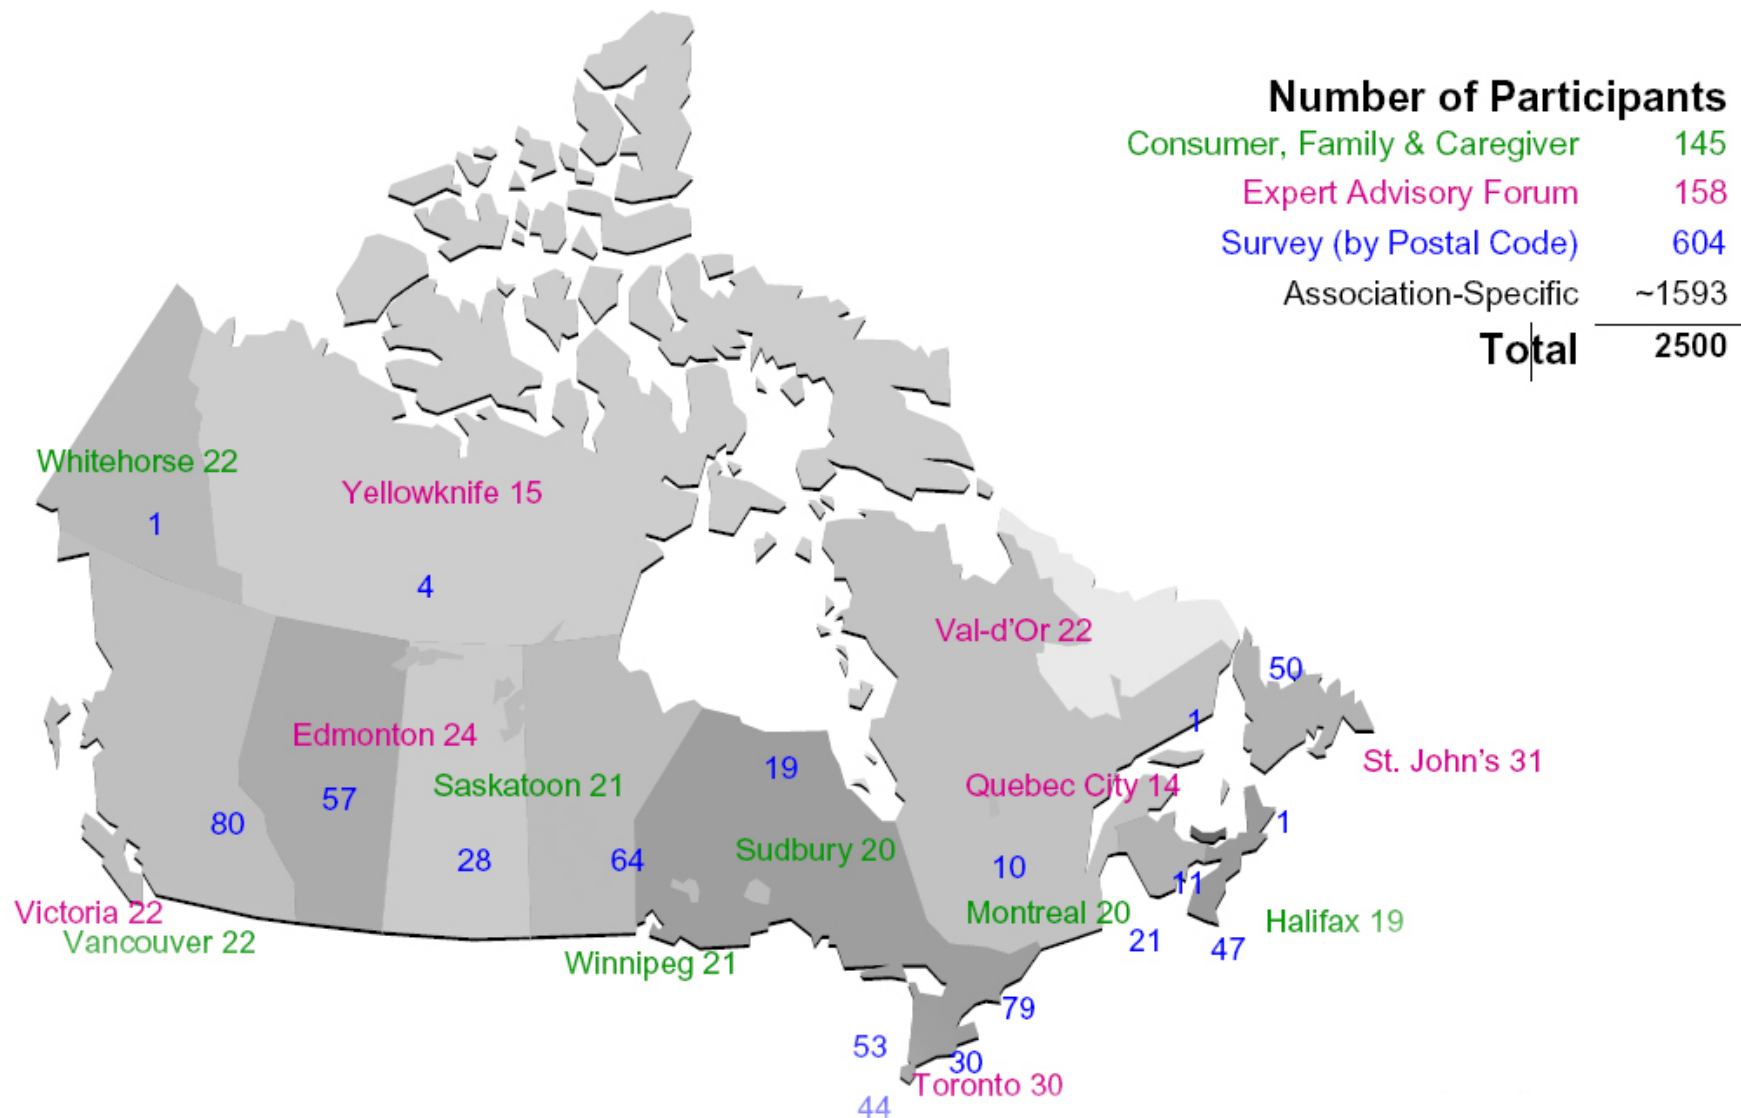 Number of Participants
Consumer, Family & Caregiver 145
Expert Advisory Forum 158
Survey (by Postal Code) 604
Association-Specific ~1593
Total 2500
Whitehorse 22
Yellowknife 15
1
4
Val-d'Or 22
50
1
Edmonton 24
St. John's 31
19
Saskatoon 21
Quebec City 14
57
80
1
Sudbury 20
28
64
10
11
Victoria 22
Montreal 20
Halifax 19
Vancouver 22
21
47
Winnipeg 21
79
53
30
Toronto 30
44